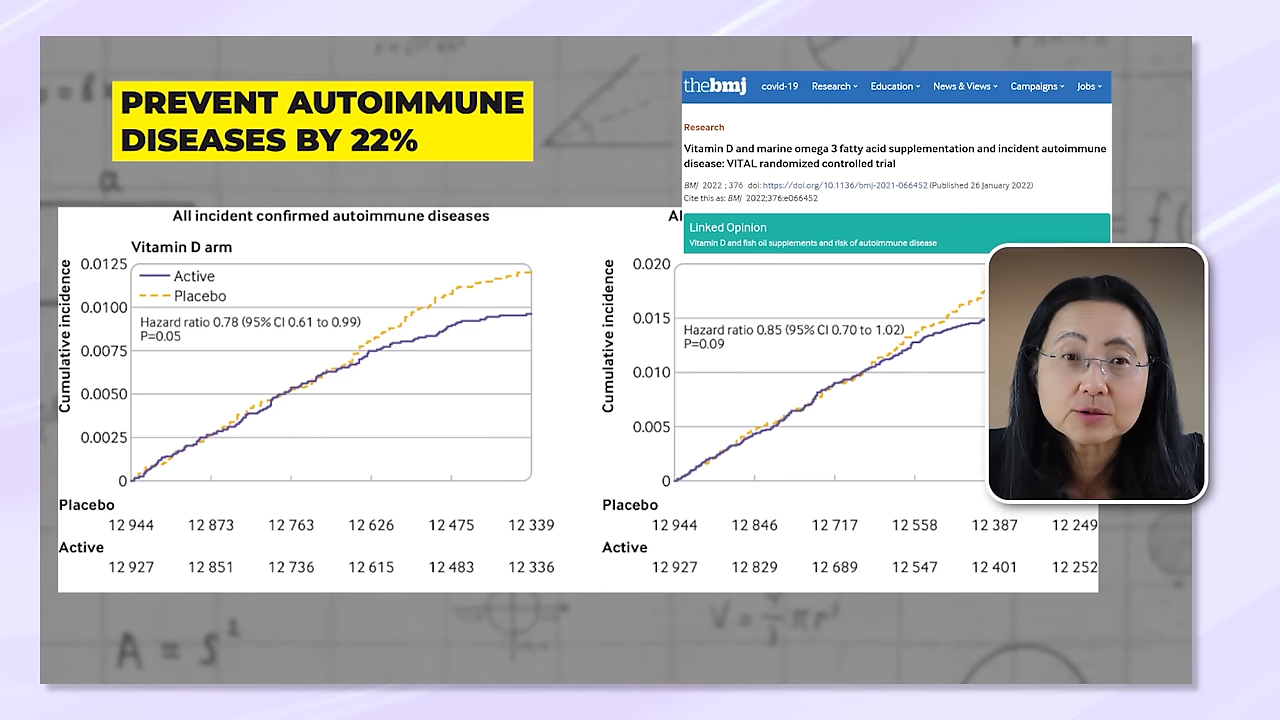 PREVENT AUTOIMMUNE
DISEASES BY 22%
thebmj covid-19 Research Education News & Views Campaigns Jobs
Research
Vitamin D and marine omega 3 fatty acid supplementation and incident autoimmune
disease: VITAL randomized controlled trial
BMJ 2022 ; 376 doi: https://doi.org/10.1136/bmj-2021-066452 (Published 26 January 2022)
Cite this as: BMJ 2022;376:e066452
Linked Opinion
Vitamin D and fish oil supplements and risk of autoimmune disease
All incident confirmed autoimmune diseases
Vitamin D arm
Cumulative incidence
0.0125
0.0100
0.0075
0.0050
0.0025
0
Active
Placebo
Hazard ratio 0.78 (95% CI 0.61 to 0.99)
P=0.05
Placebo
12 944 12 873 12 763 12 626 12 475 12 339
Active
12 927 12 851 12 736 12 615 12 483 12 336
Al
Cumulative incidence
0.020
0.015
0.010
0.005
0
Hazard ratio 0.85 (95% CI 0.70 to 1.02)
P=0.09
Placebo
12 944 12 846 12 717 12 558 12 387 12 249
Active
12 927 12 829 12 689 12 547 12 401 12 252
a
A = S²